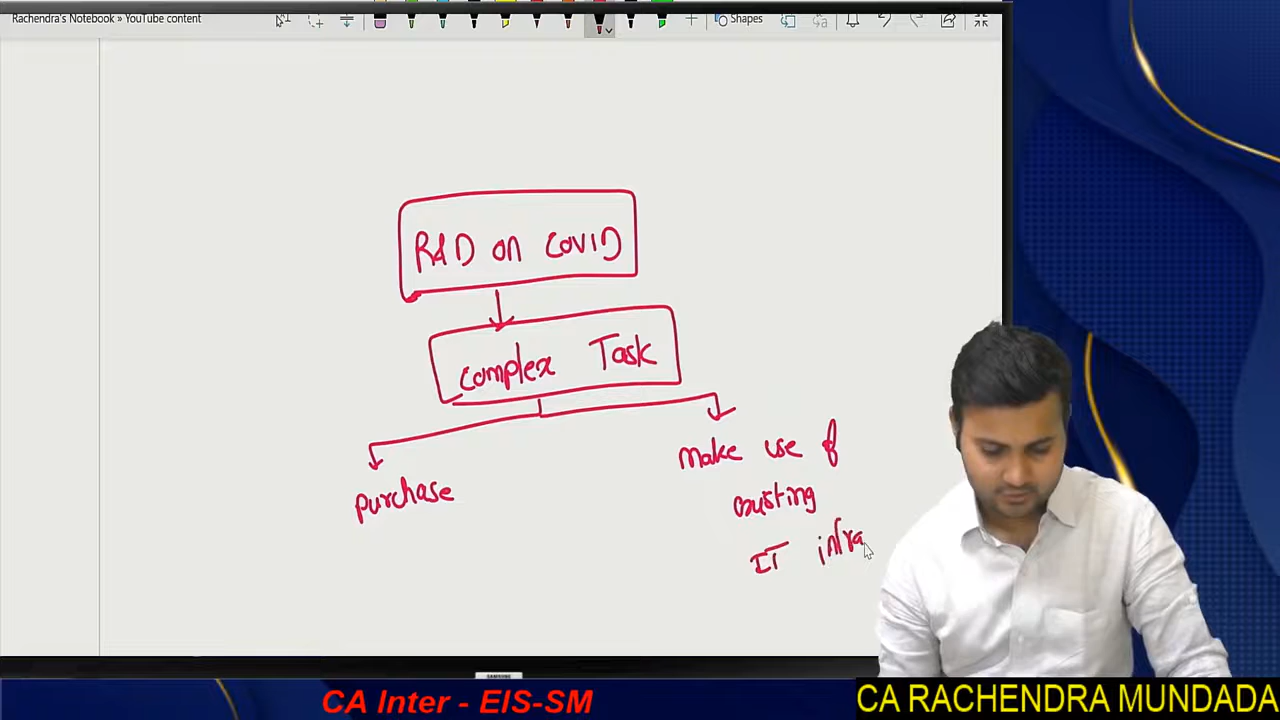 Rachendra's Notebook » YouTube content
Shapes
R&D on COVID
Complex Task
purchase
Make use of
existing
IT infra
SAMSUNG
CA Inter - EIS-SM
CA RACHENDRA MUNDADA